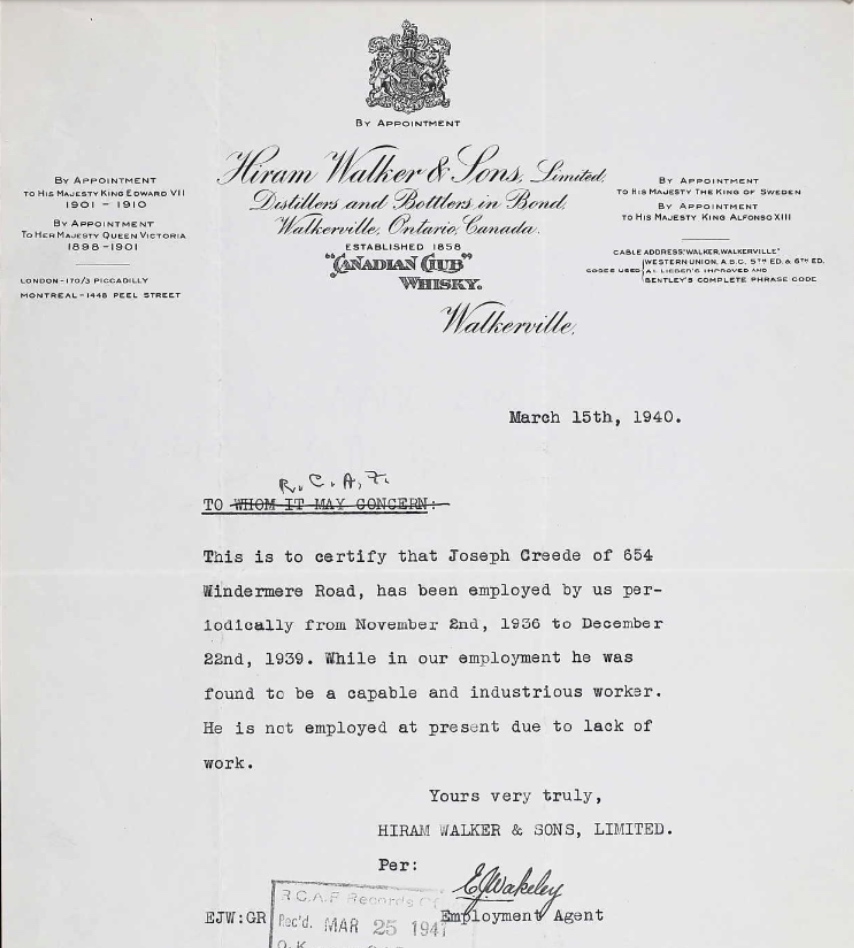 BY APPOINTMENT
Hiram Walker & Sons, Limited,
Distillers and Bottlers in Bond,
Walkerville, Ontario, Canada.
ESTABLISHED 1858
"CANADIAN CLUB"
WHISKY.
Walkerville,
BY APPOINTMENT
TO HIS MAJESTY KING EDWARD VII
1901 - 1910
BY APPOINTMENT
TO HER MAJESTY QUEEN VICTORIA
1898-1901
LONDON-170/3 PICCADILLY
MONTREAL-1448 PEEL STREET
BY APPOINTMENT
TO HIS MAJESTY THE KING OF SWEDEN
BY APPOINTMENT
TO HIS MAJESTY KING ALFONSO XIII
CABLE ADDRESS "WALKER, WALKERVILLE"
WESTERN UNION, A.B.C. 5TH ED. & 6TH ED.
CODES USED A1 LIEBER'S IMPROVED AND
BENTLEY'S COMPLETE PHRASE CODE
March 15th, 1940.
R.C.A.F.
TO WHOM IT MAY CONCERN:
This is to certify that Joseph Creede of 654
Windermere Road, has been employed by us per-
iodically from November 2nd, 1936 to December
22nd, 1939. While in our employment he was
found to be a capable and industrious worker.
He is not employed at present due to lack of
work.
Yours very truly,
HIRAM WALKER & SONS, LIMITED.
Per:
EJWakeley
EJW:GR
Employment Agent
R.C.A.F Records Of
Rec'd. MAR 25 1941
O.K.